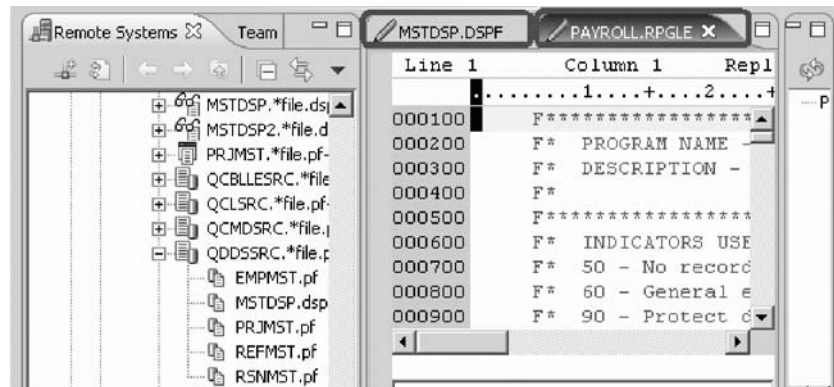 Remote Systems
Team
MSTDSP.*file.ds
MSTDSP2.*file.d
PRJMST.*file.pf-
QCBLLESRC.*file
QCLSRC.*file.pf-
QCMDSRC.*file.
QDDSSRC.*file.p
EMPMST.pf
MSTDSP.dsp
PRJMST.pf
REFMST.pf
RSNMST.pf
MSTDSP.DSPF
PAYROLL.RPGLE
Line 1 Column 1 Repl
.........1....+....2....+
000100 F*****************
000200 F* PROGRAM NAME -
000300 F* DESCRIPTION -
000400 F*
000500 F*****************
000600 F* INDICATORS USE
000700 F* 50 - No record
000800 F* 60 - General e
000900 F* 90 - Protect d
P